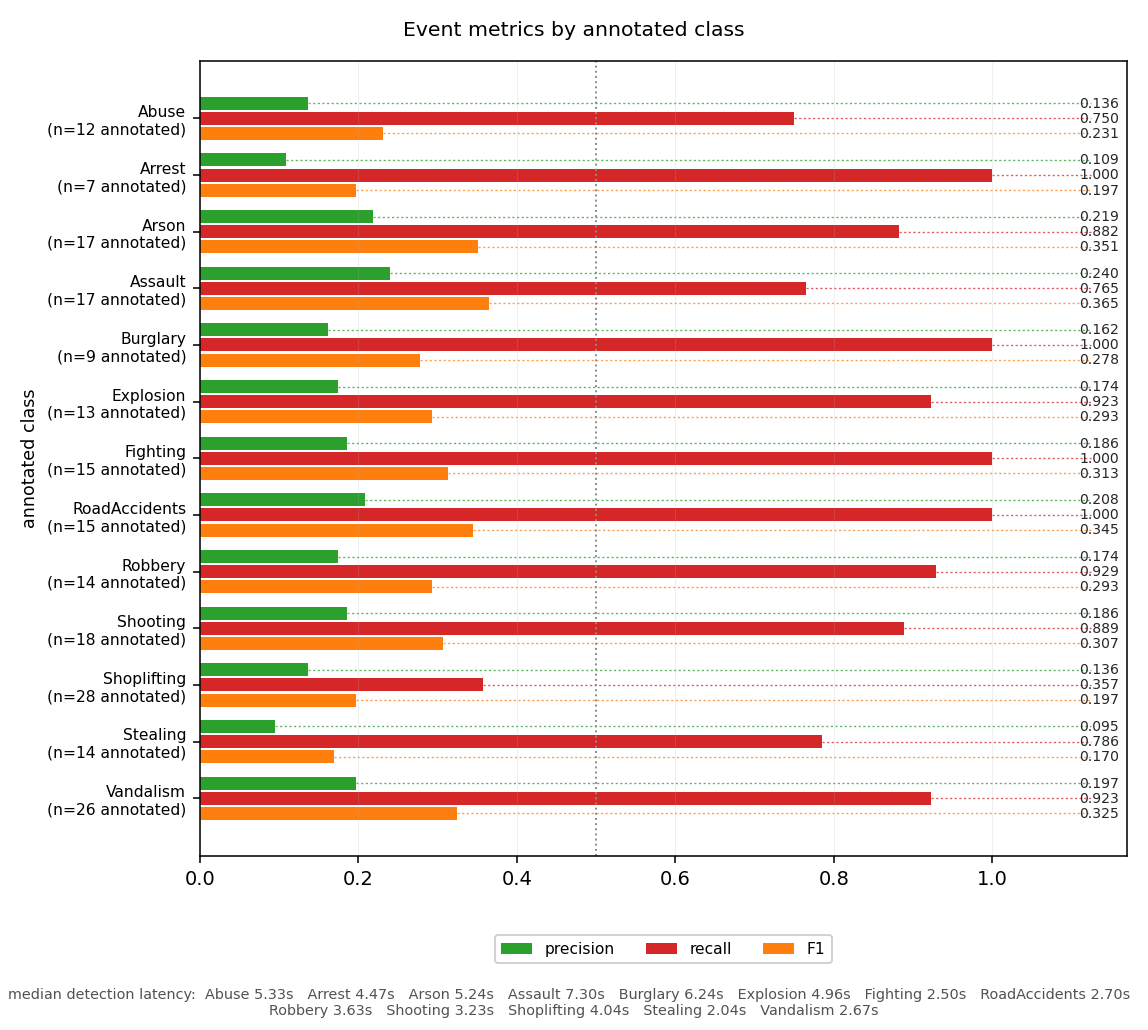 Event metrics by annotated class
annotated class
Abuse
(n=12 annotated)
0.136
0.750
0.231
Arrest
(n=7 annotated)
0.109
1.000
0.197
Arson
(n=17 annotated)
0.219
0.882
0.351
Assault
(n=17 annotated)
0.240
0.765
0.365
Burglary
(n=9 annotated)
0.162
1.000
0.278
Explosion
(n=13 annotated)
0.174
0.923
0.293
Fighting
(n=15 annotated)
0.186
1.000
0.313
RoadAccidents
(n=15 annotated)
0.208
1.000
0.345
Robbery
(n=14 annotated)
0.174
0.929
0.293
Shooting
(n=18 annotated)
0.186
0.889
0.307
Shoplifting
(n=28 annotated)
0.136
0.357
0.197
Stealing
(n=14 annotated)
0.095
0.786
0.170
Vandalism
(n=26 annotated)
0.197
0.923
0.325
0.0 0.2 0.4 0.6 0.8 1.0
precision recall F1
median detection latency: Abuse 5.33s Arrest 4.47s Arson 5.24s Assault 7.30s Burglary 6.24s Explosion 4.96s Fighting 2.50s RoadAccidents 2.70s
Robbery 3.63s Shooting 3.23s Shoplifting 4.04s Stealing 2.04s Vandalism 2.67s